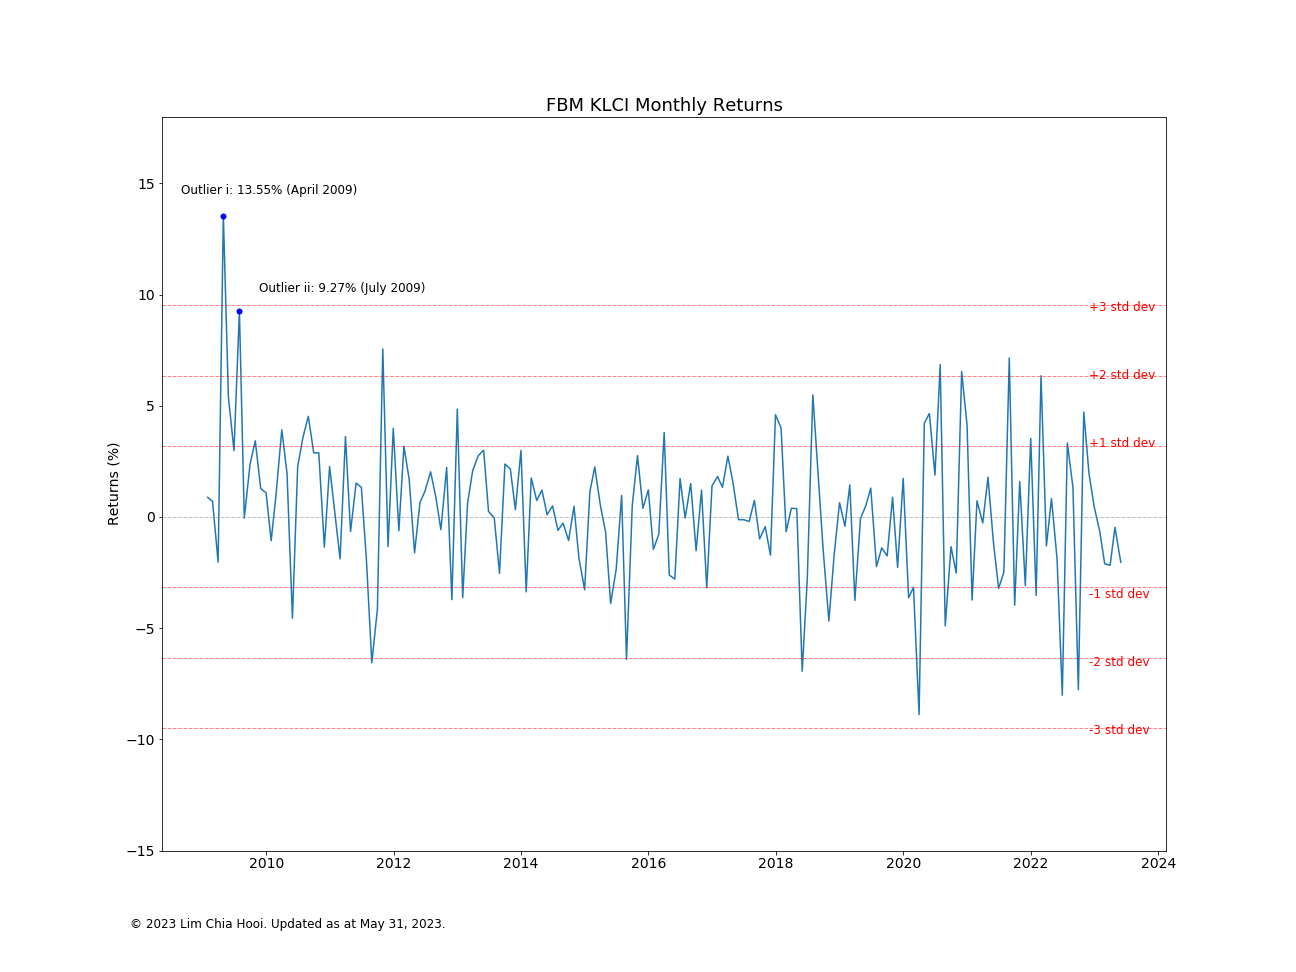 FBM KLCI Monthly Returns
15
Outlier i: 13.55% (April 2009)
Outlier ii: 9.27% (July 2009)
10
+3 std dev
+2 std dev
5
+1 std dev
Returns (%)
0
-1 std dev
−5
-2 std dev
-3 std dev
−10
−15
2010 2012 2014 2016 2018 2020 2022 2024
© 2023 Lim Chia Hooi. Updated as at May 31, 2023.